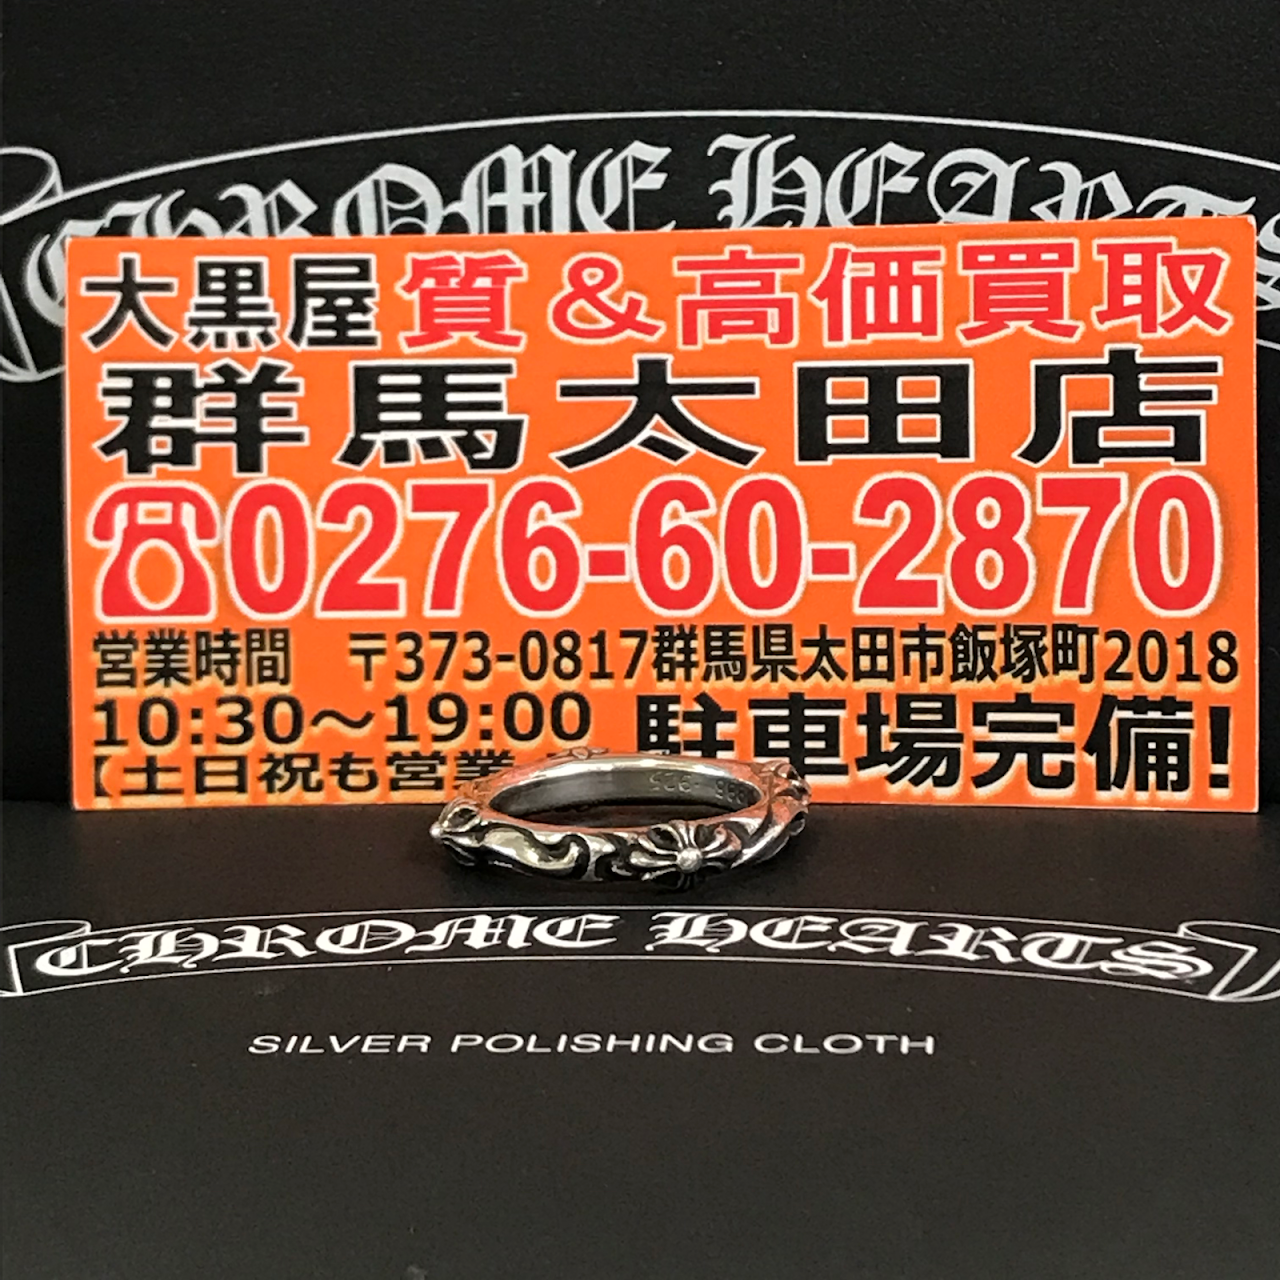 CHROME HEARTS
大黒屋 質&高価買取
群馬太田店
☎0276-60-2870
営業時間 〒373-0817群馬県太田市飯塚町2018
10:30～19:00 駐車場完備!
【土日祝も営業
925
CHROME HEARTS
SILVER POLISHING CLOTH